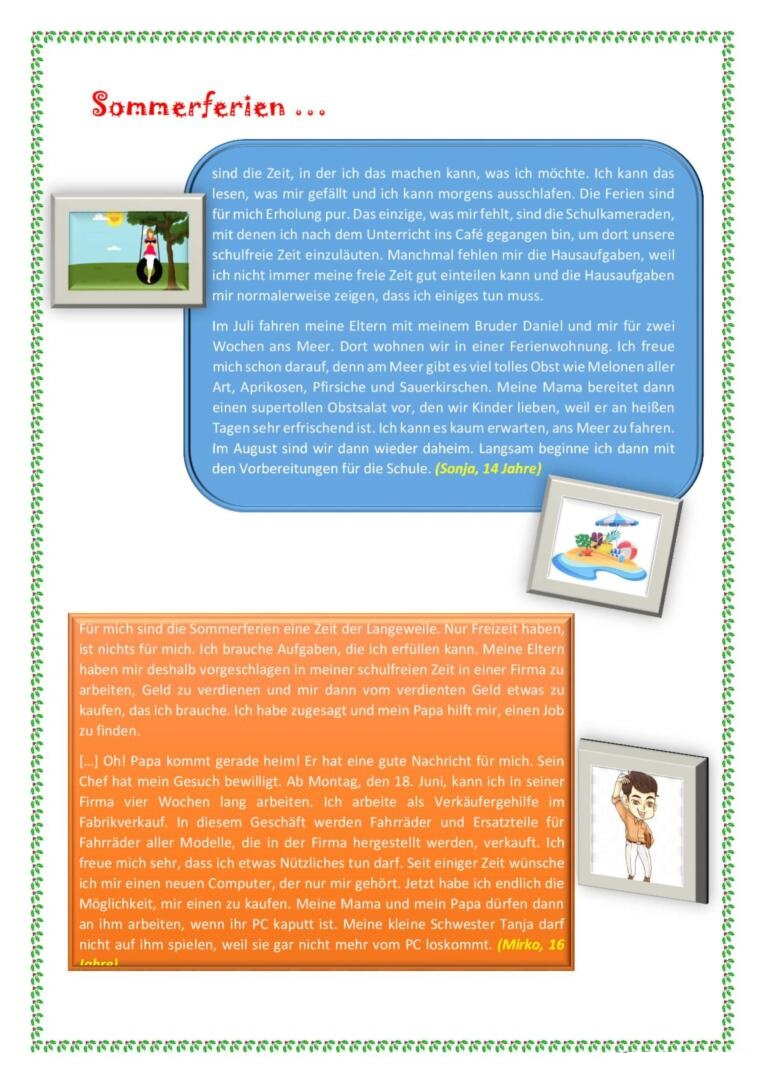 Sommerferien ...
sind die Zeit, in der ich das machen kann, was ich möchte. Ich kann das
lesen, was mir gefällt und ich kann morgens ausschlafen. Die Ferien sind
für mich Erholung pur. Das einzige, was mir fehlt, sind die Schulkameraden,
mit denen ich nach dem Unterricht ins Café gegangen bin, um dort unsere
schulfreie Zeit einzuläuten. Manchmal fehlen mir die Hausaufgaben, weil
ich nicht immer meine freie Zeit gut einteilen kann und die Hausaufgaben
mir normalerweise zeigen, dass ich einiges tun muss.
Im Juli fahren meine Eltern mit meinem Bruder Daniel und mir für zwei
Wochen ans Meer. Dort wohnen wir in einer Ferienwohnung. Ich freue
mich schon darauf, denn am Meer gibt es viel tolles Obst wie Melonen aller
Art, Aprikosen, Pfirsiche und Sauerkirschen. Meine Mama bereitet dann
einen supertollen Obstsalat vor, den wir Kinder lieben, weil er an heißen
Tagen sehr erfrischend ist. Ich kann es kaum erwarten, ans Meer zu fahren.
Im August sind wir dann wieder daheim. Langsam beginne ich dann mit
den Vorbereitungen für die Schule. (Sonja, 14 Jahre)
Für mich sind die Sommerferien eine Zeit der Langeweile. Nur Freizeit haben,
ist nichts für mich. Ich brauche Aufgaben, die ich erfüllen kann. Meine Eltern
haben mir deshalb vorgeschlagen in meiner schulfreien Zeit in einer Firma zu
arbeiten, Geld zu verdienen und mir dann vom verdienten Geld etwas zu
kaufen, das ich brauche. Ich habe zugesagt und mein Papa hilft mir, einen Job
zu finden.
[...] Oh! Papa kommt gerade heim! Er hat eine gute Nachricht für mich. Sein
Chef hat mein Gesuch bewilligt. Ab Montag, den 18. Juni, kann ich in seiner
Firma vier Wochen lang arbeiten. Ich arbeite als Verkäufergehilfe im
Fabrikverkauf. In diesem Geschäft werden Fahrräder und Ersatzteile für
Fahrräder aller Modelle, die in der Firma hergestellt werden, verkauft. Ich
freue mich sehr, dass ich etwas Nützliches tun darf. Seit einiger Zeit wünsche
ich mir einen neuen Computer, der nur mir gehört. Jetzt habe ich endlich die
Möglichkeit, mir einen zu kaufen. Meine Mama und mein Papa dürfen dann
an ihm arbeiten, wenn ihr PC kaputt ist. Meine kleine Schwester Tanja darf
nicht auf ihm spielen, weil sie gar nicht mehr vom PC loskommt. (Mirko, 16
Jahre)